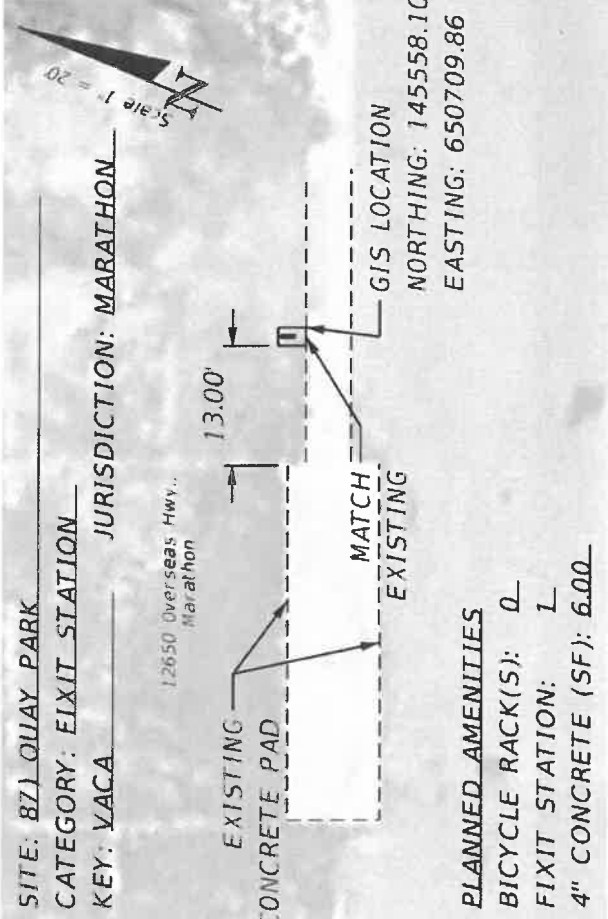 SITE: 87) QUAY PARK
CATEGORY: FIXIT STATION
KEY: VACA JURISDICTION: MARATHON
Scale 1" = 20'
N
12650 Overseas Hwy.,
Marathon
13.00'
EXISTING
CONCRETE PAD
MATCH
EXISTING
GIS LOCATION
NORTHING: 145558.10
EASTING: 650709.86
PLANNED AMENITIES
BICYCLE RACK(S): 0
FIXIT STATION: 1
4" CONCRETE (SF): 6.00